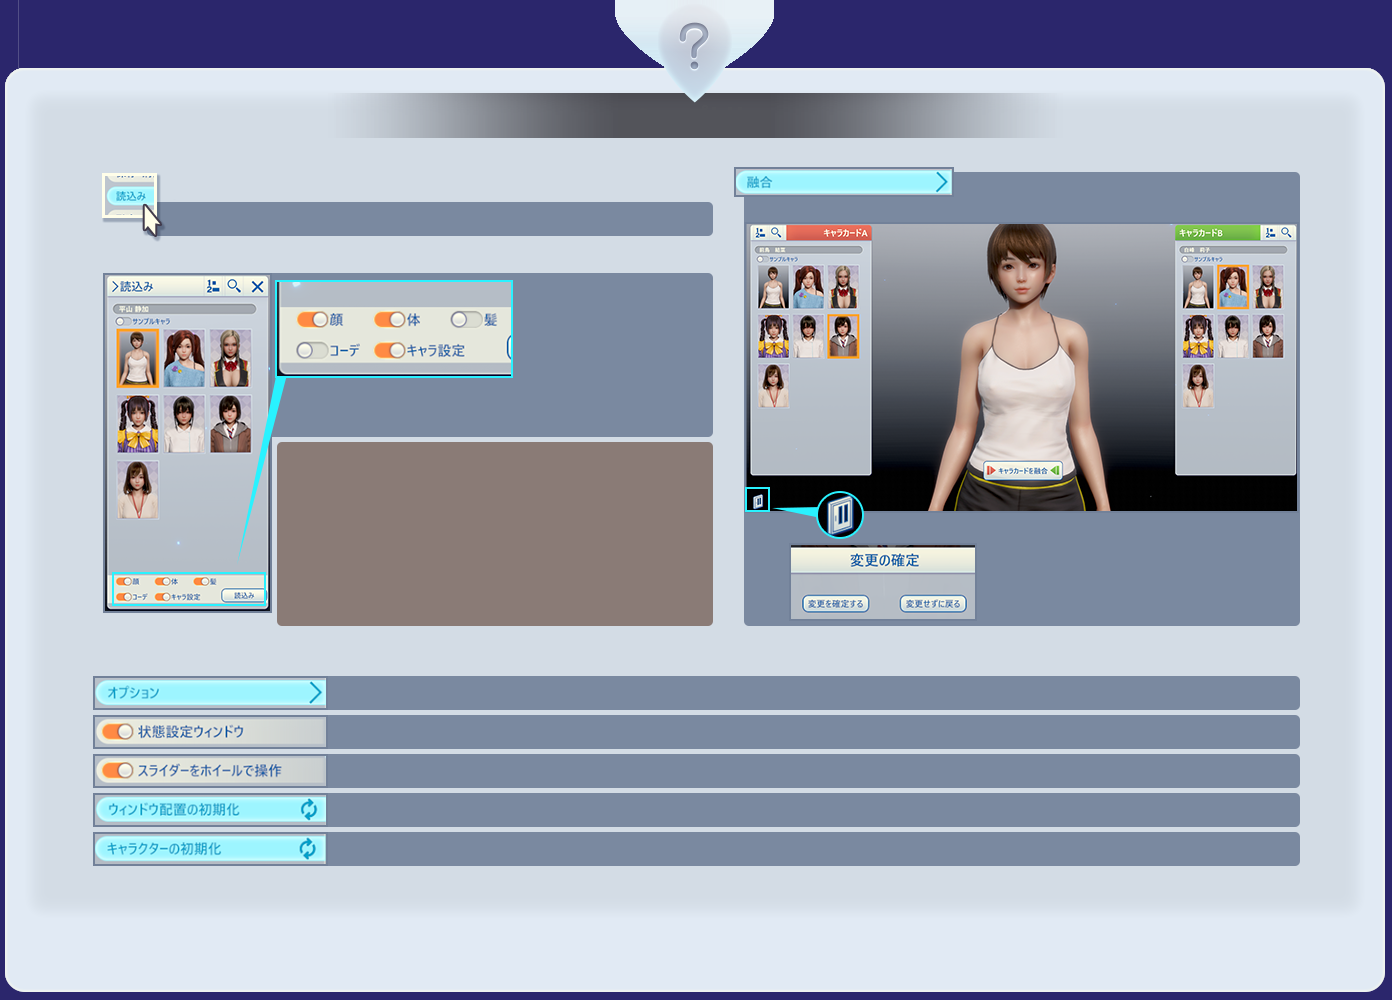 読込み
>読込み
平山 静加
サンプルキャラ
顔 体 髪
コーデ キャラ設定
顔 体 髪
コーデ キャラ設定 読込み
融合
キャラカードA
サンプルキャラ
キャラカードB
サンプルキャラ
キャラカードを融合
変更の確定
変更を確定する 変更せずに戻る
オプション
状態設定ウィンドウ
スライダーをホイールで操作
ウィンドウ配置の初期化
キャラクターの初期化